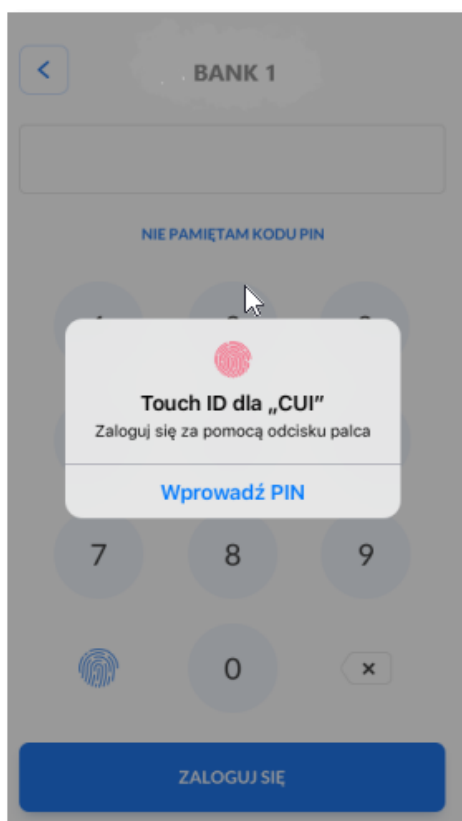 BANK 1
NIE PAMIĘTAM KODU PIN
Touch ID dla „CUI”
Zaloguj się za pomocą odcisku palca
Wprowadź PIN
7 8 9
0
ZALOGUJ SIĘ